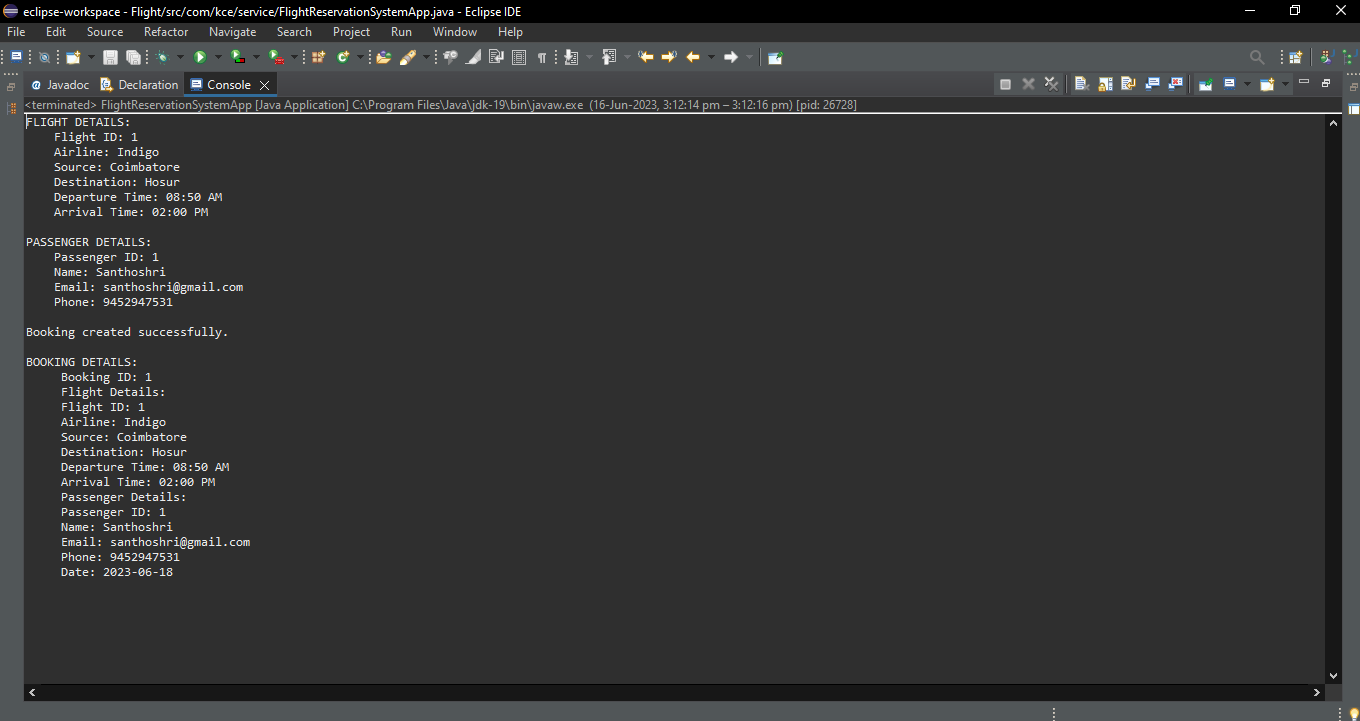 eclipse-workspace - Flight/src/com/kce/service/FlightReservationSystemApp.java - Eclipse IDE
File Edit Source Refactor Navigate Search Project Run Window Help
@ Javadoc Declaration Console
<terminated> FlightReservationSystemApp [Java Application] C:\Program Files\Java\jdk-19\bin\javaw.exe (16-Jun-2023, 3:12:14 pm – 3:12:16 pm) [pid: 26728]
FLIGHT DETAILS:
Flight ID: 1
Airline: Indigo
Source: Coimbatore
Destination: Hosur
Departure Time: 08:50 AM
Arrival Time: 02:00 PM
PASSENGER DETAILS:
Passenger ID: 1
Name: Santhoshri
Email: santhoshri@gmail.com
Phone: 9452947531
Booking created successfully.
BOOKING DETAILS:
Booking ID: 1
Flight Details:
Flight ID: 1
Airline: Indigo
Source: Coimbatore
Destination: Hosur
Departure Time: 08:50 AM
Arrival Time: 02:00 PM
Passenger Details:
Passenger ID: 1
Name: Santhoshri
Email: santhoshri@gmail.com
Phone: 9452947531
Date: 2023-06-18